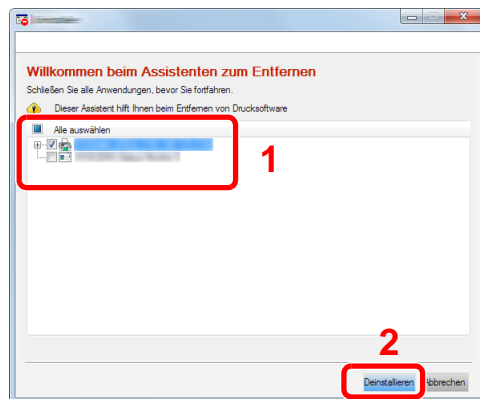 Willkommen beim Assistenten zum Entfernen
Schließen Sie alle Anwendungen, bevor Sie fortfahren.
Dieser Assistent hilft Ihnen beim Entfernen von Drucksoftware
Alle auswählen
1
2
Deinstallieren
Abbrechen